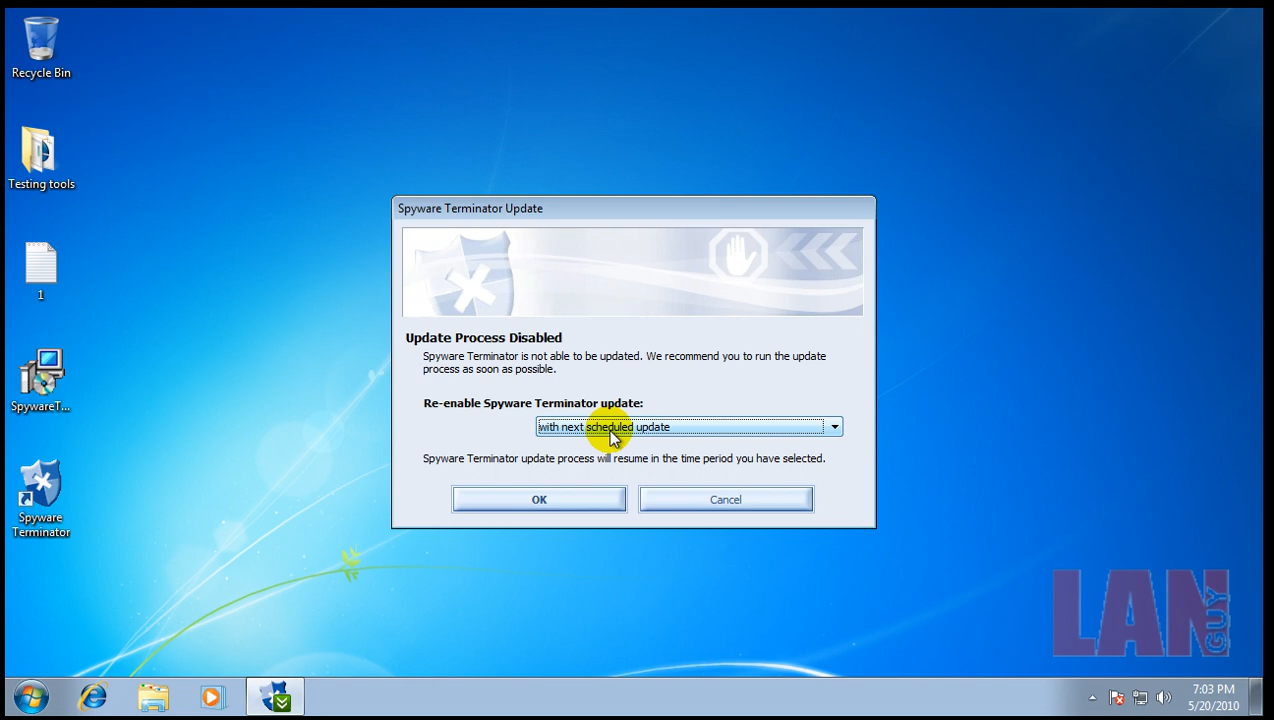 Recycle Bin
Testing tools
1
SpywareT...
Spyware
Terminator
Spyware Terminator Update
Update Process Disabled
Spyware Terminator is not able to be updated. We recommend you to run the update
process as soon as possible.
Re-enable Spyware Terminator update:
with next scheduled update
Spyware Terminator update process will resume in the time period you have selected.
OK
Cancel
LAN
GUY
7:03 PM
5/20/2010